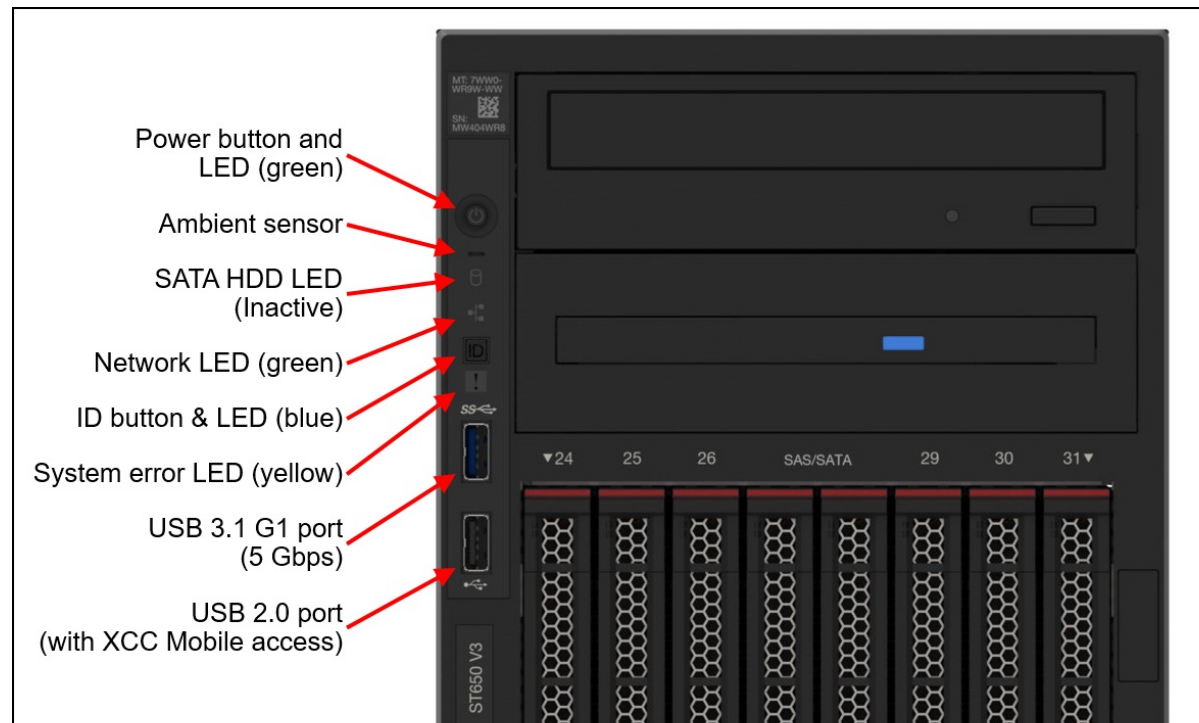 MT: 7WW0-
WR9W-WW
SN:
MW404WR8
Power button and
LED (green)
Ambient sensor
SATA HDD LED
(Inactive)
Network LED (green)
ID button & LED (blue)
System error LED (yellow)
USB 3.1 G1 port
(5 Gbps)
USB 2.0 port
(with XCC Mobile access)
ID
!
SS
▼24 25 26 SAS/SATA 29 30 31▼
ST650 V3